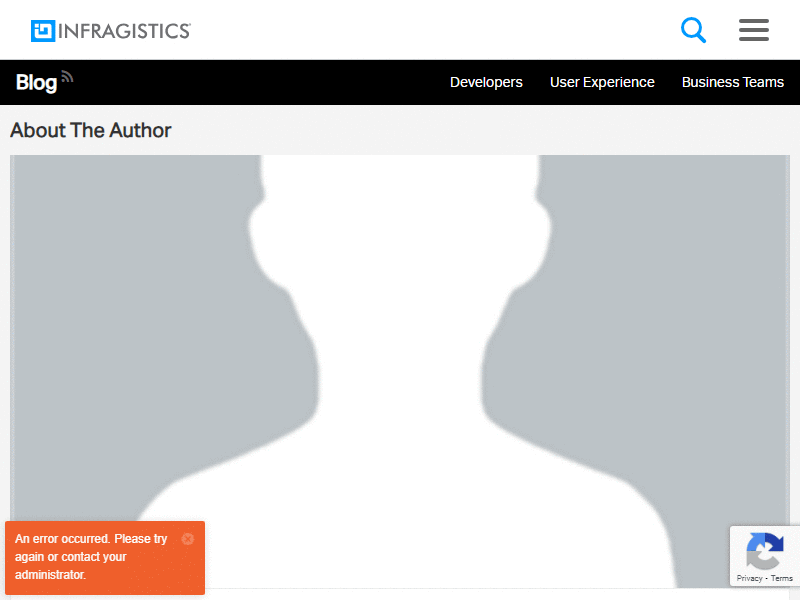 INFRAGISTICS
Blog
Developers
User Experience
Business Teams
About The Author
An error occurred. Please try
again or contact your
administrator.
Privacy - Terms